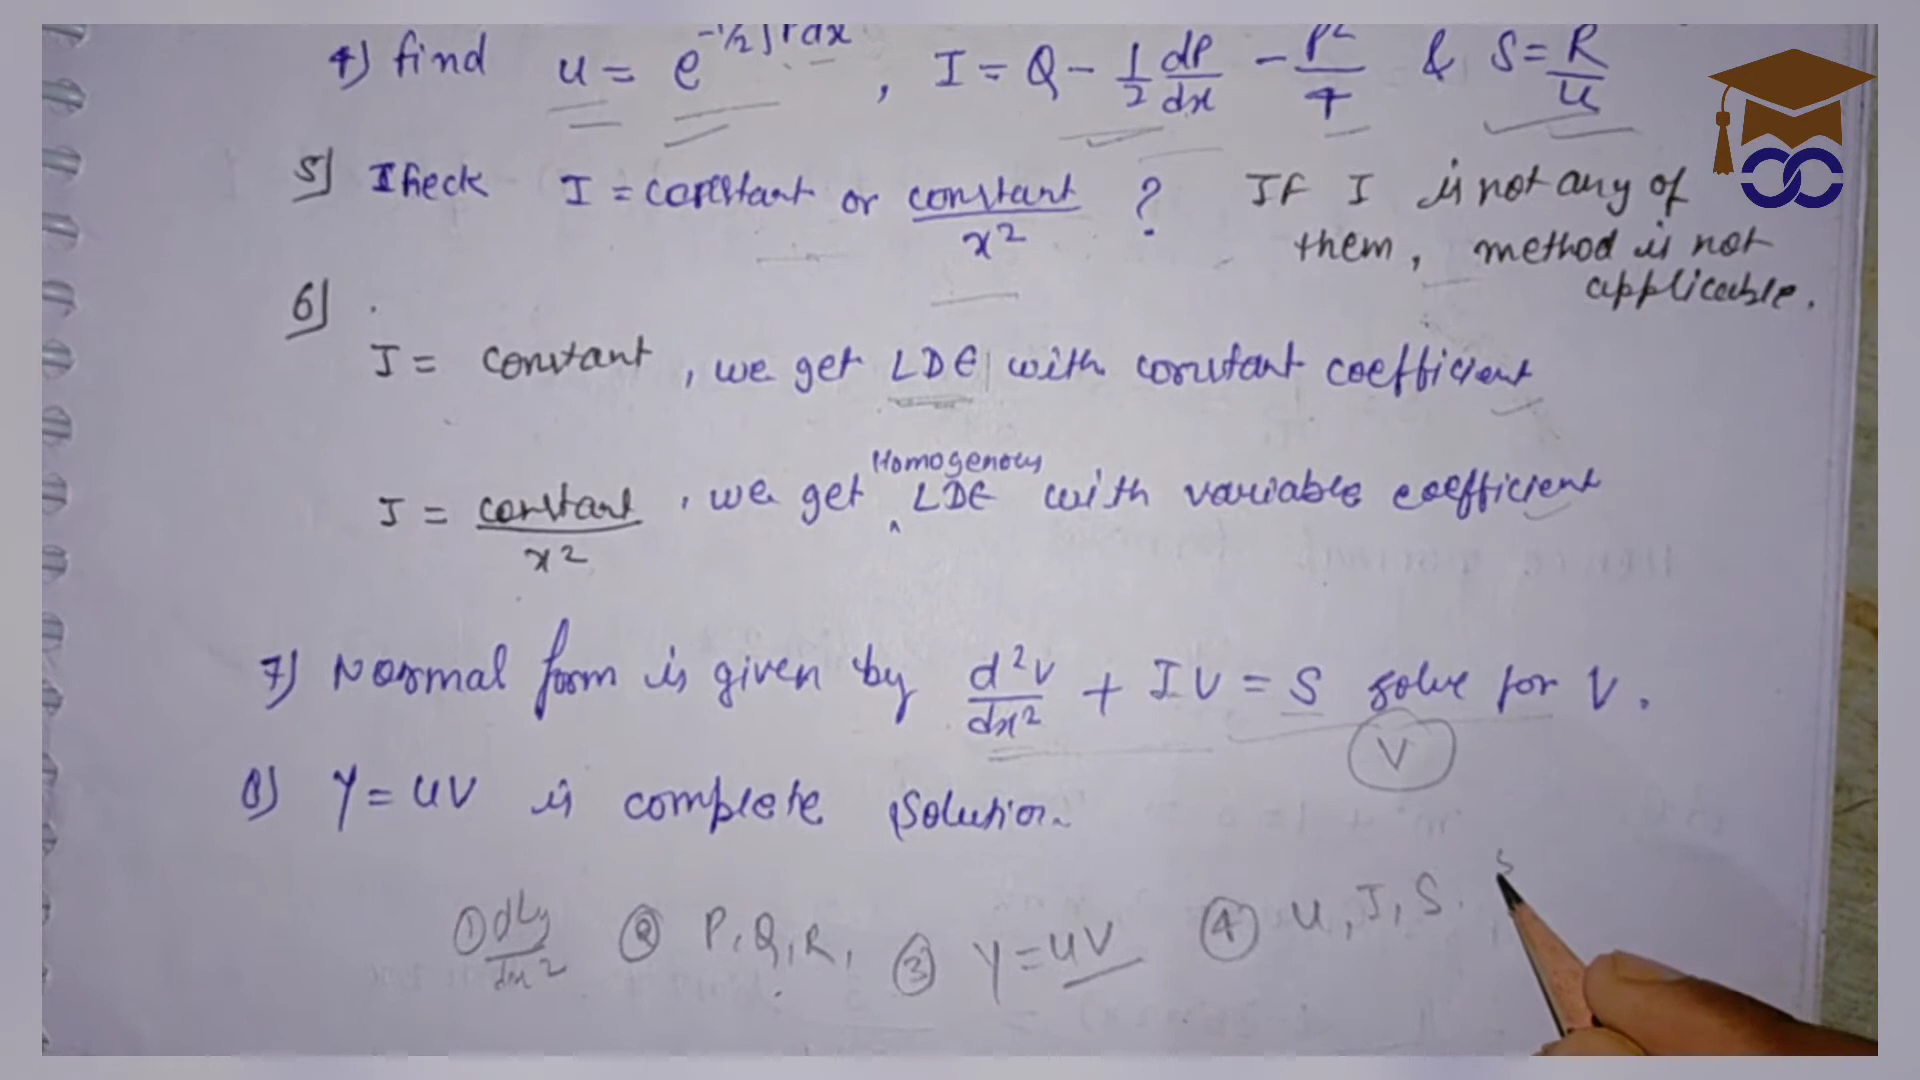 4) find u = e^{-1/2∫Pdx}, I = Q - 1/2 dP/dx - P²/4 & S = R/u
5) Check I = constant or constant/x² ? If I is not any of
them, method is not
applicable.
6)
I = constant, we get LDE with constant coefficient
Homogenous
I = constant/x², we get LDE with variable coefficient
7) Normal form is given by d²v/dx² + IV = S solve for V.
V
8) Y = UV is complete solution
① d²y/dx² ② P, Q, R, ③ Y = UV ④ U, I, S.